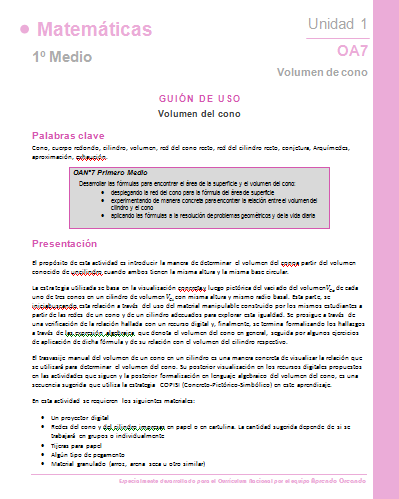 Matemáticas
Unidad 1
1º Medio
OA7
Volumen de cono
GUIÓN DE USO
Volumen del cono
Palabras clave
Cono, cuerpo redondo, cilindro, volumen, red del cono recto, red del cilindro recto, conjetura, Arquímedes,
aproximación,
OAN°7 Primero Medio
Desarrollar las fórmulas para encontrar el área de la superficie y el volumen del cono:
• desplegando la red del cono para la fórmula del área de superficie
• experimentando de manera concreta para encontrar la relación entre el volumen del
cilindro y el cono
• aplicando las fórmulas a la resolución de problemas geométricos y de la vida diaria
Presentación
El propósito de esta actividad es introducir la manera de determinar el volumen del cono a partir del volumen
conocido de un cilindro cuando ambos tienen la misma altura y la misma base circular.
La estrategia utilizada se basa en la visualización concreta y luego pictórica del vaciado del volumen de cada
uno de tres conos en un cilindro de volumen con misma altura y mismo radio basal. Esta parte, se
esta relación a través del uso del material manipulable construido por los mismos estudiantes a
partir de las redes de un cono y de un cilindro adecuados para explorar esta igualdad. Se prosigue a través de
una verificación de la relación hallada con un recurso digital y, finalmente, se termina formalizando los hallazgos
a través de la expresión algebraica que denota el volumen del cono en general, seguida por algunos ejercicios
de aplicación de dicha fórmula y de su relación con el volumen del cilindro respectivo.
El trasvasije manual del volumen de un cono en un cilindro es una manera concreta de visualizar la relación que
se utilizará para determinar el volumen del cono. Su posterior visualización en los recursos digitales propuestos
en las actividades que siguen y la posterior formalización en lenguaje algebraico del volumen del cono, es una
secuencia sugerida que utiliza la estrategia COPISI (Concreto-Pictórico-Simbólico) en este aprendizaje.
En esta actividad se requieren los siguientes materiales:
• Un proyector digital
• Redes del cono y del cilindro impresas en papel o en cartulina. La cantidad sugerida depende de si se
trabajará en grupos o individualmente
• Tijeras para papel
• Algún tipo de pegamento
• Material granulado (arroz, arena seca u otro similar)
Especialmente desarrollado para el Currículum Nacional por el equipo Aprendo Creando.